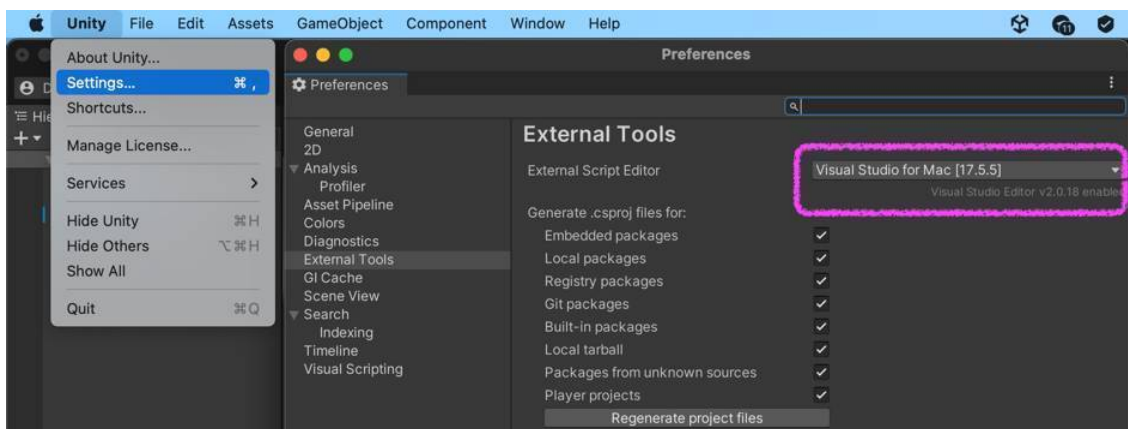 Unity File Edit Assets GameObject Component Window Help
11
About Unity...
Settings... ⌘ ,
Shortcuts...
Manage License...
Services >
Hide Unity ⌘H
Hide Others ⌥⌘H
Show All
Quit ⌘Q
D
Hie
Preferences
Preferences
General
2D
Analysis
Profiler
Asset Pipeline
Colors
Diagnostics
External Tools
GI Cache
Scene View
Search
Indexing
Timeline
Visual Scripting
External Tools
External Script Editor Visual Studio for Mac [17.5.5]
Visual Studio Editor v2.0.18 enabled
Generate .csproj files for:
Embedded packages
Local packages
Registry packages
Git packages
Built-in packages
Local tarball
Packages from unknown sources
Player projects
Regenerate project files